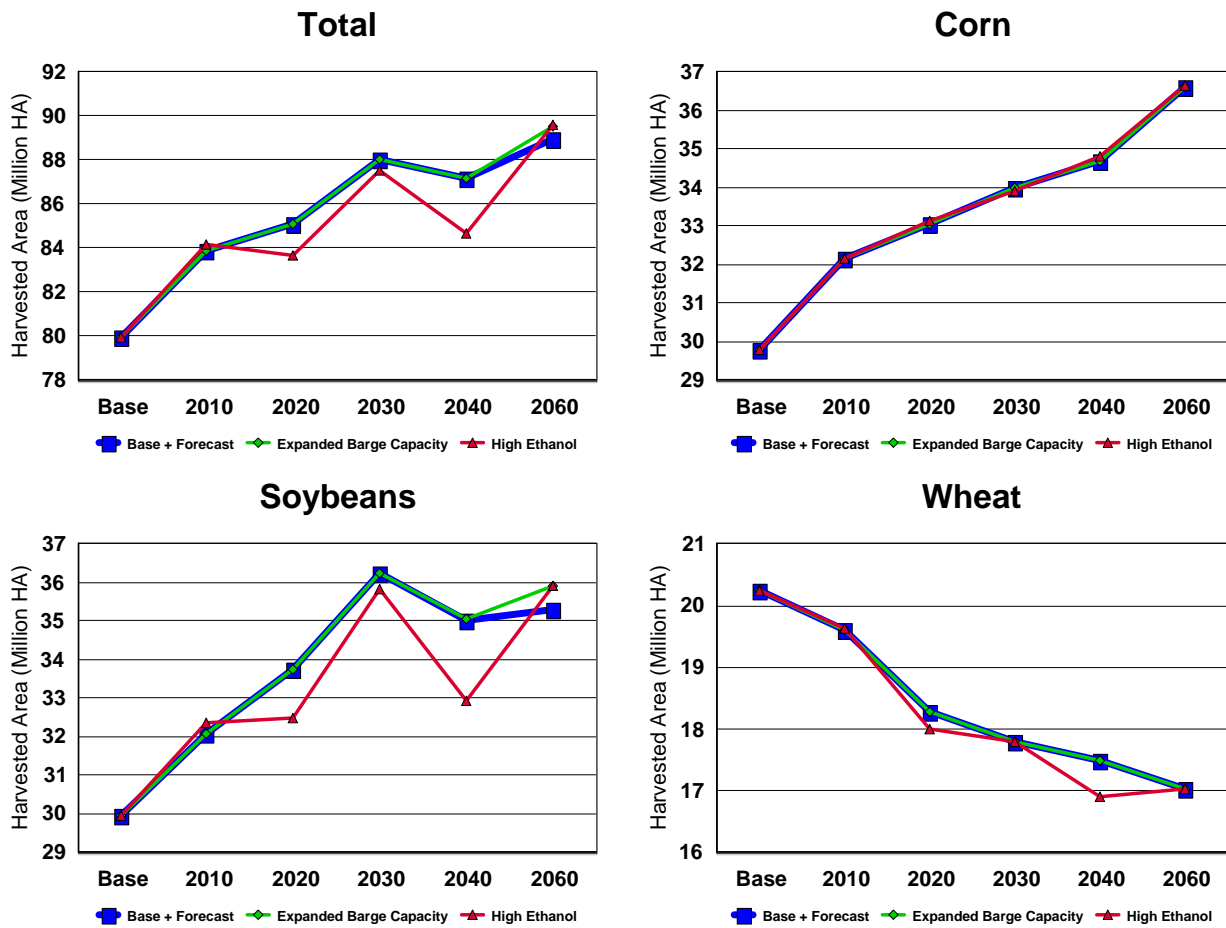 Total
Harvested Area (Million HA)
92
90
88
86
84
82
80
78
Base 2010 2020 2030 2040 2060
Base + Forecast Expanded Barge Capacity High Ethanol
Corn
Harvested Area (Million HA)
37
36
35
34
33
32
30
29
Base 2010 2020 2030 2040 2060
Base + Forecast Expanded Barge Capacity High Ethanol
Soybeans
Harvested Area (Million HA)
37
36
35
33
32
31
30
29
Base 2010 2020 2030 2040 2060
Base + Forecast Expanded Barge Capacity High Ethanol
Wheat
Harvested Area (Million HA)
21
20
19
18
17
16
Base 2010 2020 2030 2040 2060
Base + Forecast Expanded Barge Capacity High Ethanol